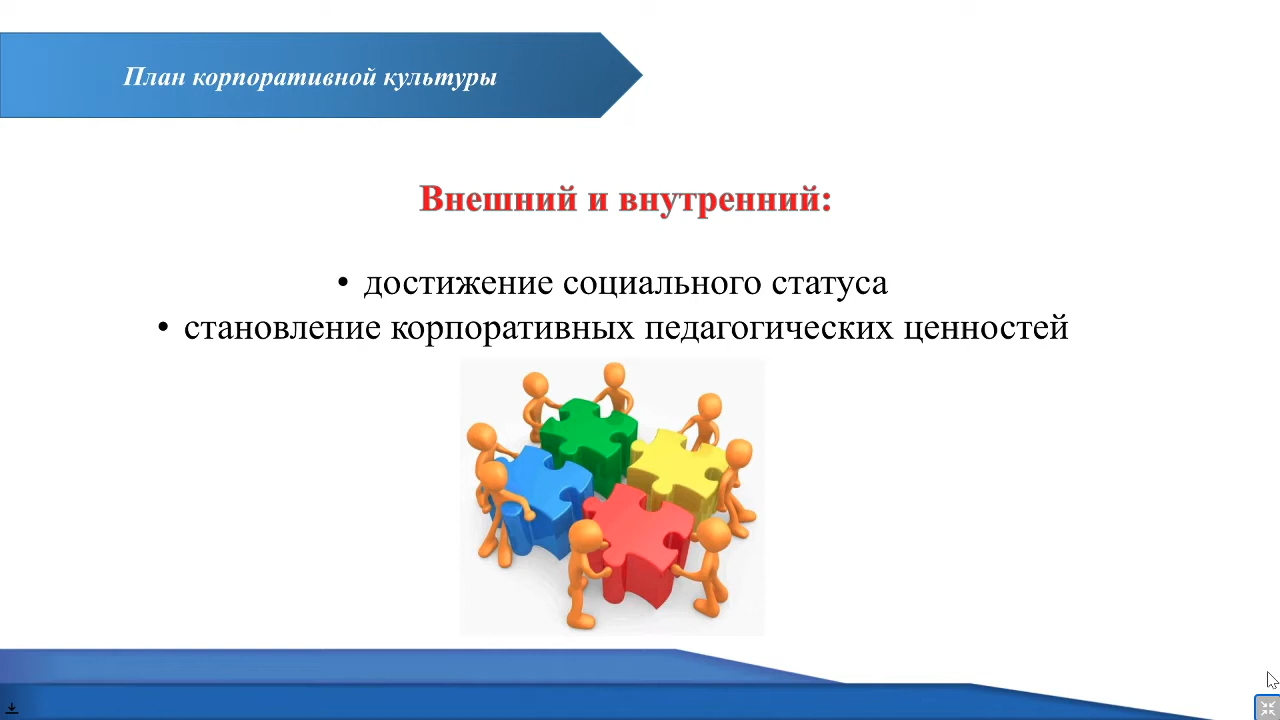 План корпоративной культуры
Внешний и внутренний:
• достижение социального статуса
• становление корпоративных педагогических ценностей